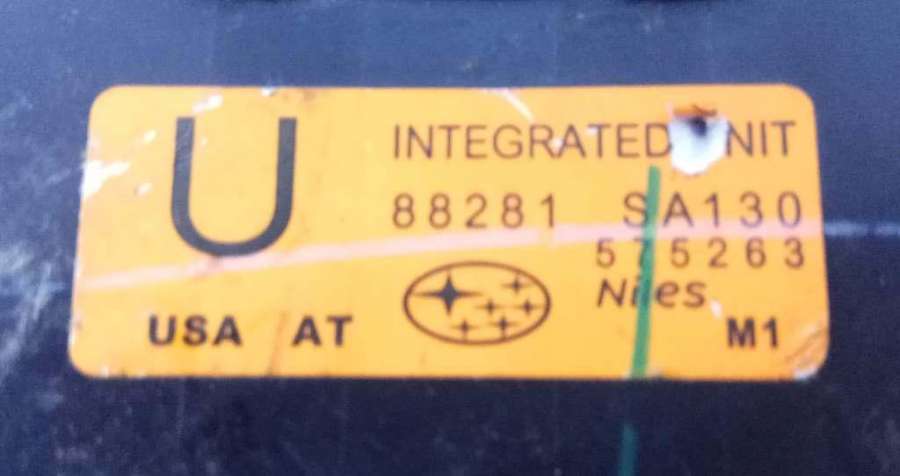 U
INTEGRATED UNIT
88281 SA130
575263
Niles
USA AT
M1